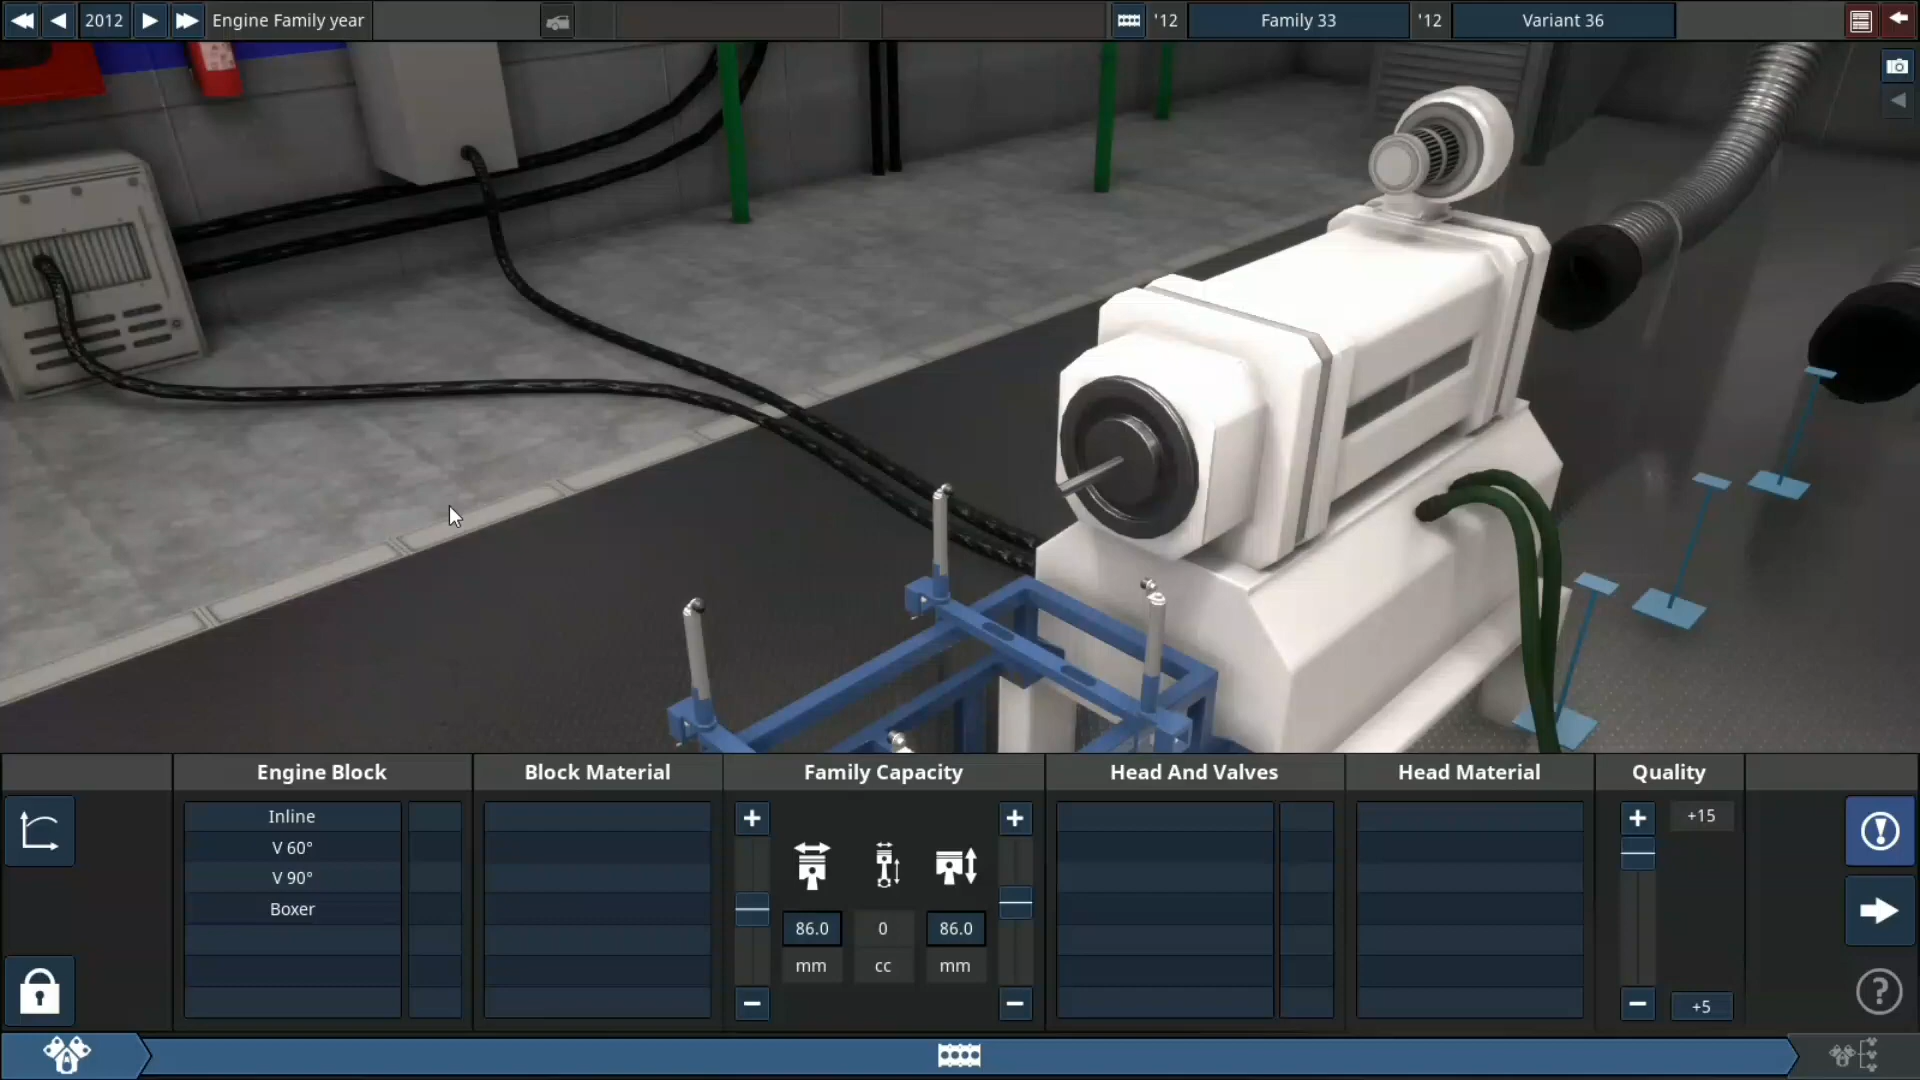 2012 Engine Family year '12 Family 33 '12 Variant 36
Engine Block Block Material Family Capacity Head And Valves Head Material Quality
Inline
V 60°
V 90°
Boxer
+ + + +15
86.0 0 86.0
mm cc mm
− − − +5
?